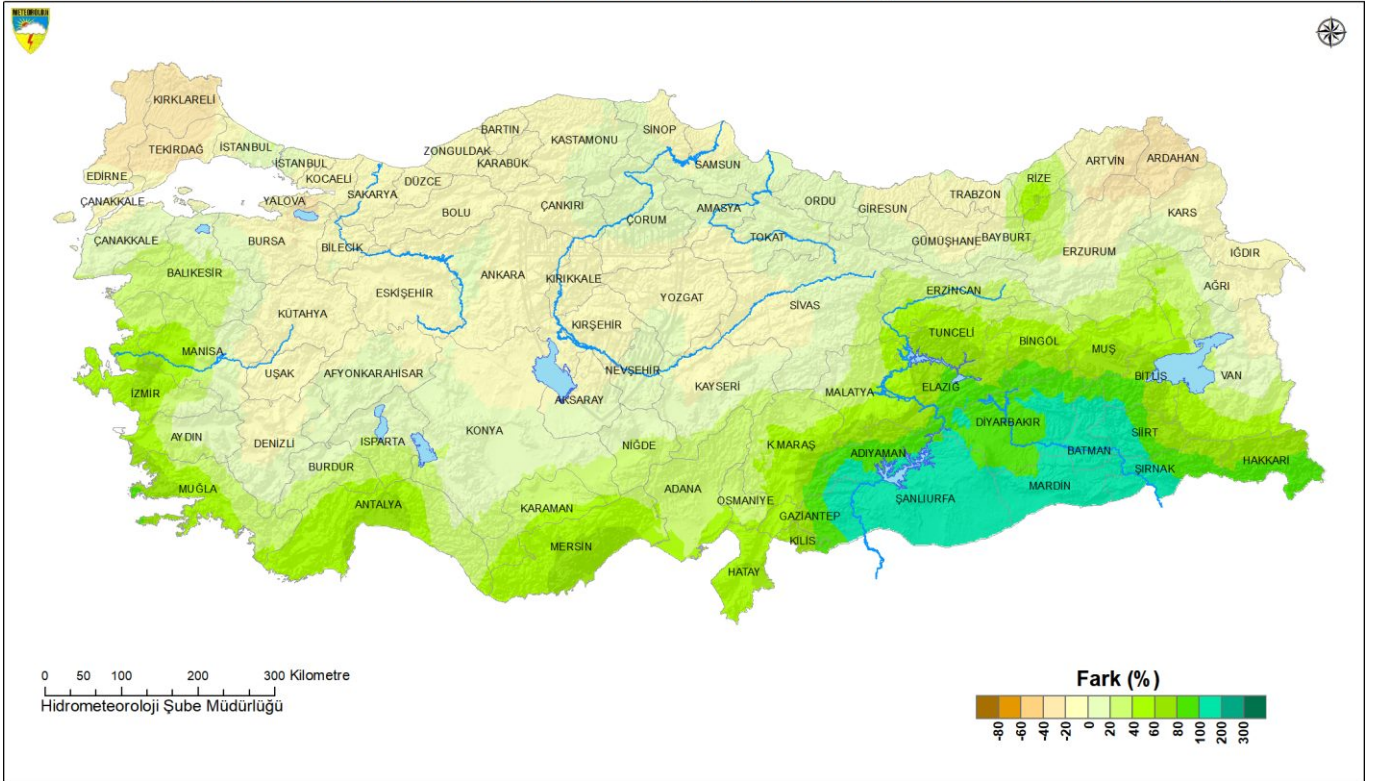 METEOROLOJİ
KIRKLARELİ
TEKİRDAĞ
İSTANBUL
EDİRNE
ÇANAKKALE
İSTANBUL
KOCAELİ
YALOVA
SAKARYA
DÜZCE
ZONGULDAK
BARTIN
KARABÜK
KASTAMONU
SİNOP
SAMSUN
BOLU
ÇANKIRI
ÇORUM
AMASYA
ORDU
GİRESUN
TRABZON
RİZE
ARTVİN
ARDAHAN
KARS
ÇANAKKALE
BURSA
BİLECİK
TOKAT
GÜMÜŞHANE
BAYBURT
ERZURUM
IĞDIR
BALIKESİR
ESKİŞEHİR
ANKARA
KIRIKKALE
YOZGAT
SİVAS
ERZİNCAN
AĞRI
KÜTAHYA
KIRŞEHİR
TUNCELİ
BİNGÖL
MUŞ
MANİSA
UŞAK
AFYONKARAHİSAR
NEVŞEHİR
KAYSERİ
MALATYA
ELAZIĞ
BİTLİS
VAN
İZMİR
AKSARAY
AYDIN
DENİZLİ
ISPARTA
KONYA
NİĞDE
K.MARAŞ
ADIYAMAN
DİYARBAKIR
BATMAN
SİİRT
ŞIRNAK
HAKKARİ
BURDUR
MUĞLA
ANTALYA
KARAMAN
ADANA
OSMANİYE
GAZİANTEP
ŞANLIURFA
MARDİN
MERSİN
KİLİS
HATAY
0 50 100 200 300 Kilometre
Hidrometeoroloji Şube Müdürlüğü
Fark (%)
-80 -60 -40 -20 0 20 40 60 80 100 200 300